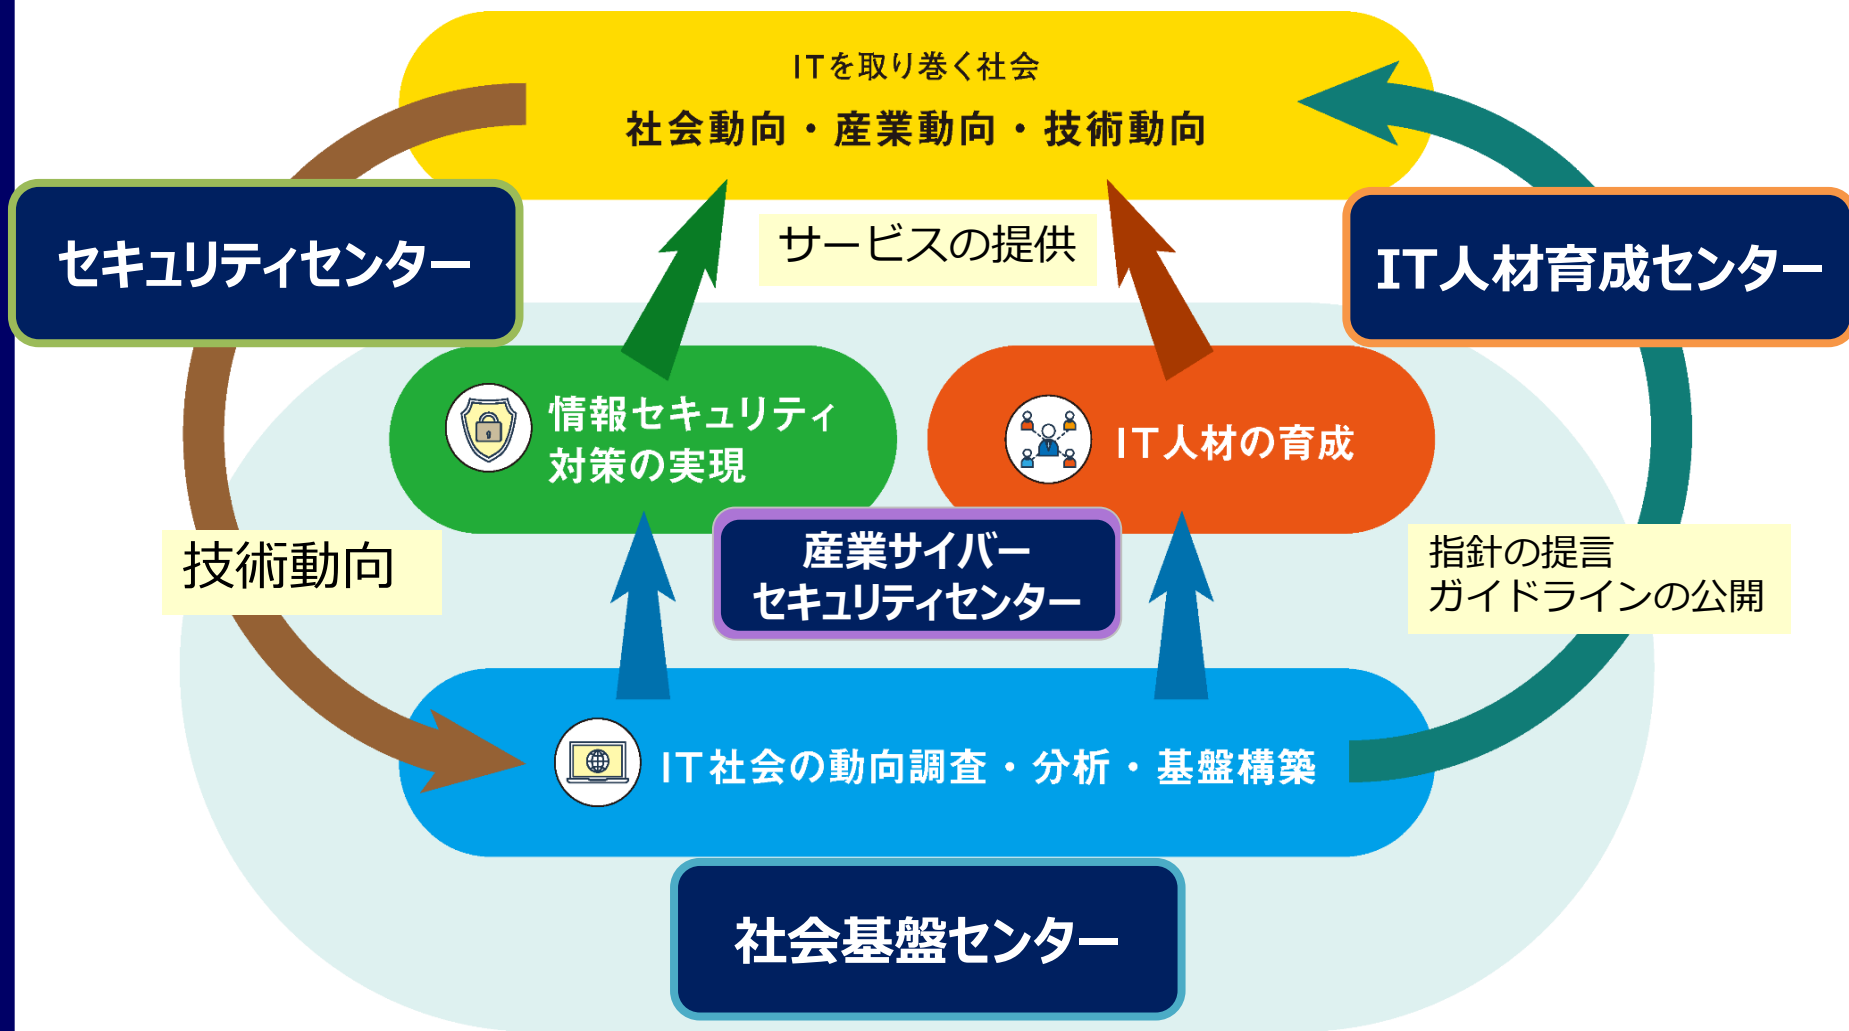 ITを取り巻く社会
社会動向・産業動向・技術動向
セキュリティセンター
サービスの提供
IT人材育成センター
情報セキュリティ
対策の実現
IT人材の育成
産業サイバー
セキュリティセンター
技術動向
指針の提言
ガイドラインの公開
IT社会の動向調査・分析・基盤構築
社会基盤センター